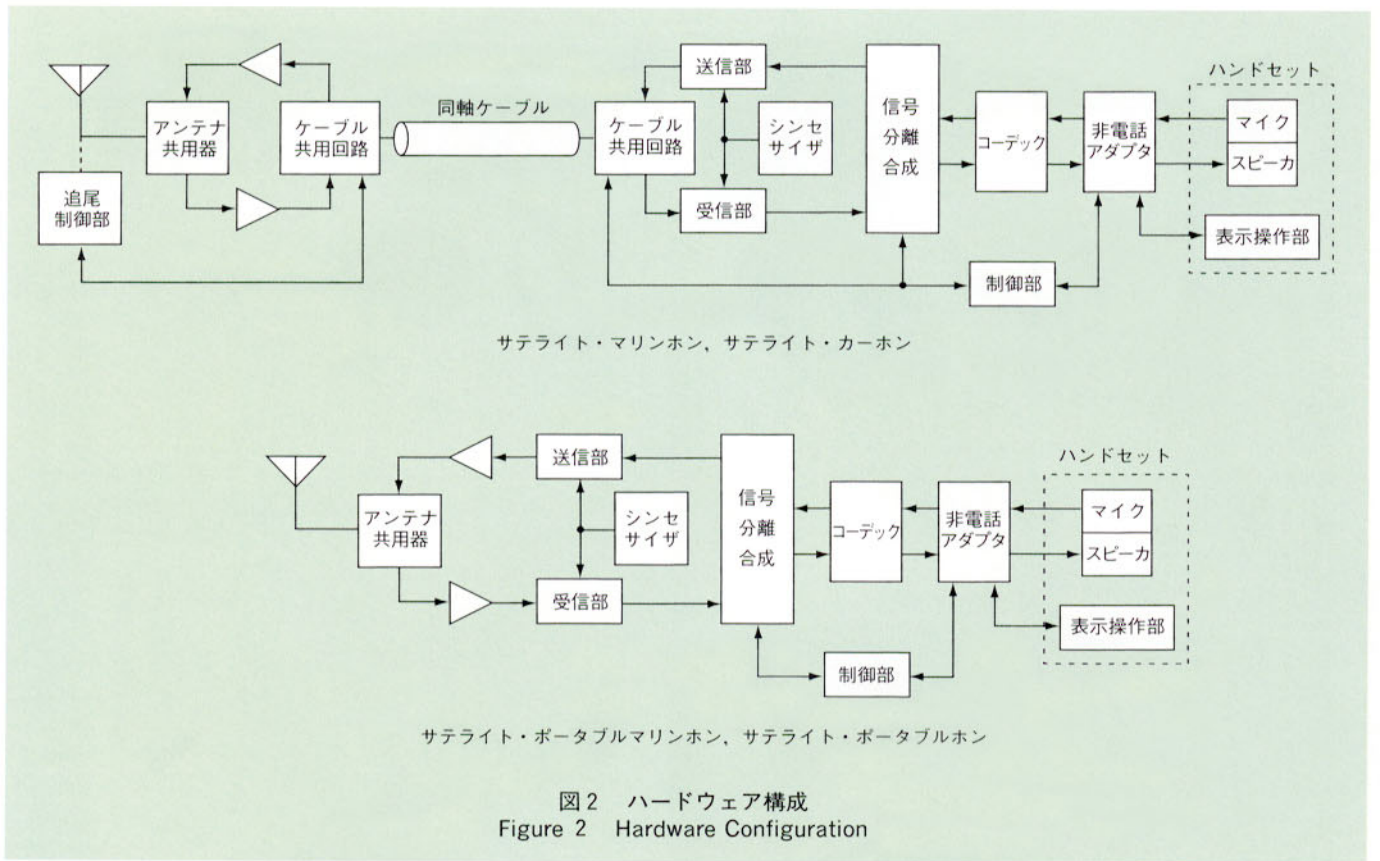 ハンドセット
送信部
同軸ケーブル
アンテナ
共用器
ケーブル
共用回路
ケーブル
共用回路
シンセ
サイザ
信号
分離
合成
コーデック
非電話
アダプタ
マイク
スピーカ
追尾
制御部
受信部
表示操作部
制御部
サテライト・マリンホン，サテライト・カーホン
ハンドセット
送信部
アンテナ
共用器
シンセ
サイザ
信号
分離
合成
コーデック
非電話
アダプタ
マイク
スピーカ
受信部
表示操作部
制御部
サテライト・ポータブルマリンホン，サテライト・ポータブルホン
図2 ハードウェア構成
Figure 2 Hardware Configuration